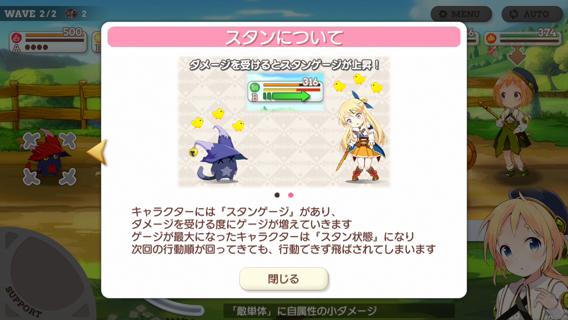 WAVE 2/2 2
MENU
AUTO
500
374
A
スタンについて
ダメージを受けるとスタンゲージが上昇！
316
B
キャラクターには『スタンゲージ』があり、
ダメージを受ける度にゲージが増えていきます
ゲージが最大になったキャラクターは『スタン状態』になり
次回の行動順が回ってきても、行動できず飛ばされてしまいます
閉じる
SUPPORT
「敵単体」に自属性の小ダメージ